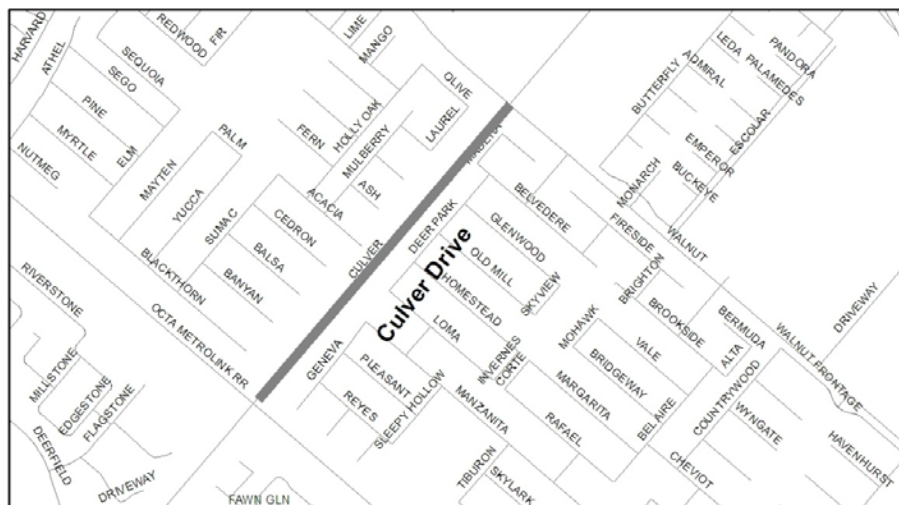 HARVARD
ATHEL
REDWOOD
FIR
LIME
MANGO
SEQUOIA
SEGO
PINE
MYRTLE
NUTMEG
ELM
PALM
MAYTEN
YUCCA
SUMAC
BLACKTHORN
FERN
HOLLY OAK
MULBERRY
OLIVE
LAUREL
ASH
ACACIA
CEDRON
BALSA
BANYAN
CULVER
RIVERSTONE
OCTA METROLINK RR
MILLSTONE
EDGESTONE
FLAGSTONE
DEERFIELD
DRIVEWAY
FAWN GLN
LEDA
PANDORA
PALAMEDES
ADMIRAL
BUTTERFLY
ESCOLAR
EMPEROR
BUCKEYE
MONARCH
BELVEDERE
FIRESIDE
WALNUT
DEER PARK
GLENWOOD
OLD MILL
HOMESTEAD
SKYVIEW
Culver Drive
LOMA
GENEVA
PLEASANT
REYES
SLEEPY HOLLOW
INVERNES
CORTE
MANZANITA
MOHAWK
BRIGHTON
BROOKSIDE
VALE
BRIDGEWAY
MARGARITA
RAFAEL
BELAIRE
BERMUDA
ALTA
WALNUT FRONTAGE
DRIVEWAY
COUNTRYWOOD
WYNGATE
HAVENHURST
CHEVIOT
TIBURON
SKYLARK